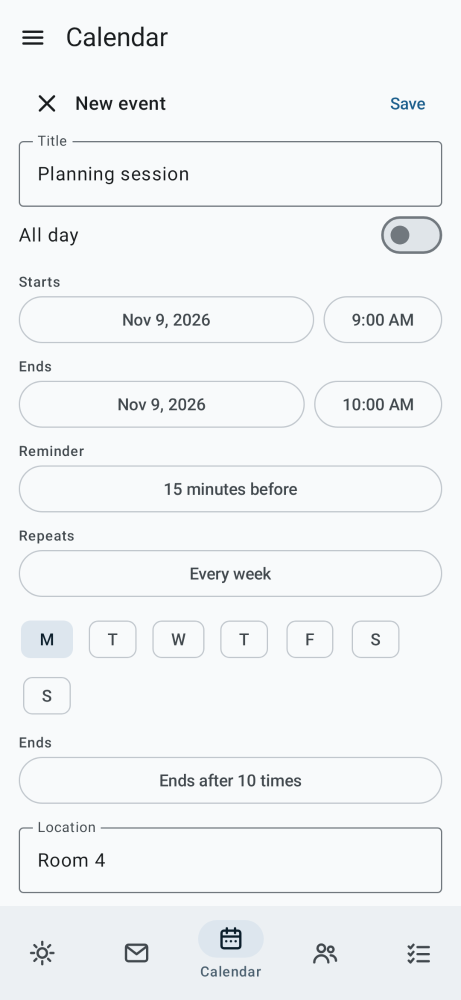 Calendar
New event
Save
Title
Planning session
All day
Starts
Nov 9, 2026
9:00 AM
Ends
Nov 9, 2026
10:00 AM
Reminder
15 minutes before
Repeats
Every week
M T W T F S
S
Ends
Ends after 10 times
Location
Room 4
Calendar